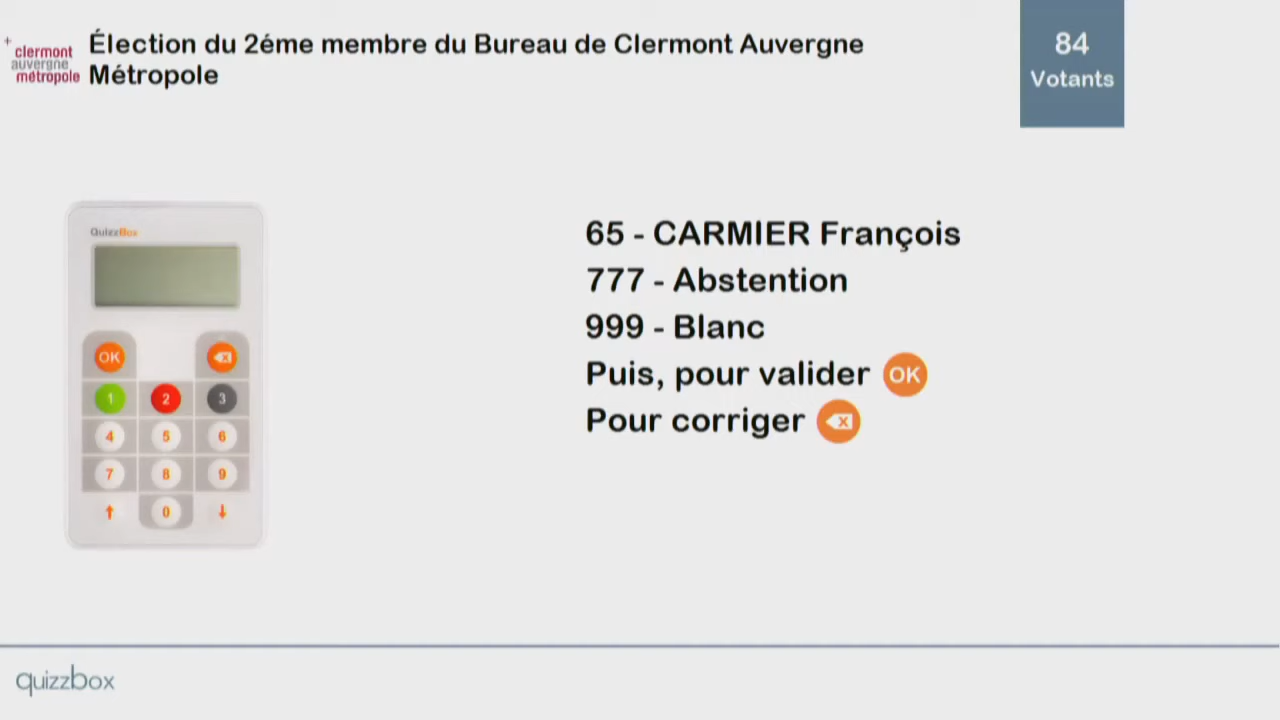 clermont
auvergne
métropole
Élection du 2éme membre du Bureau de Clermont Auvergne
Métropole
84
Votants
QuizzBox
OK
1 2 3
4 5 6
7 8 9
0
65 - CARMIER François
777 - Abstention
999 - Blanc
Puis, pour valider OK
Pour corriger
quizzbox